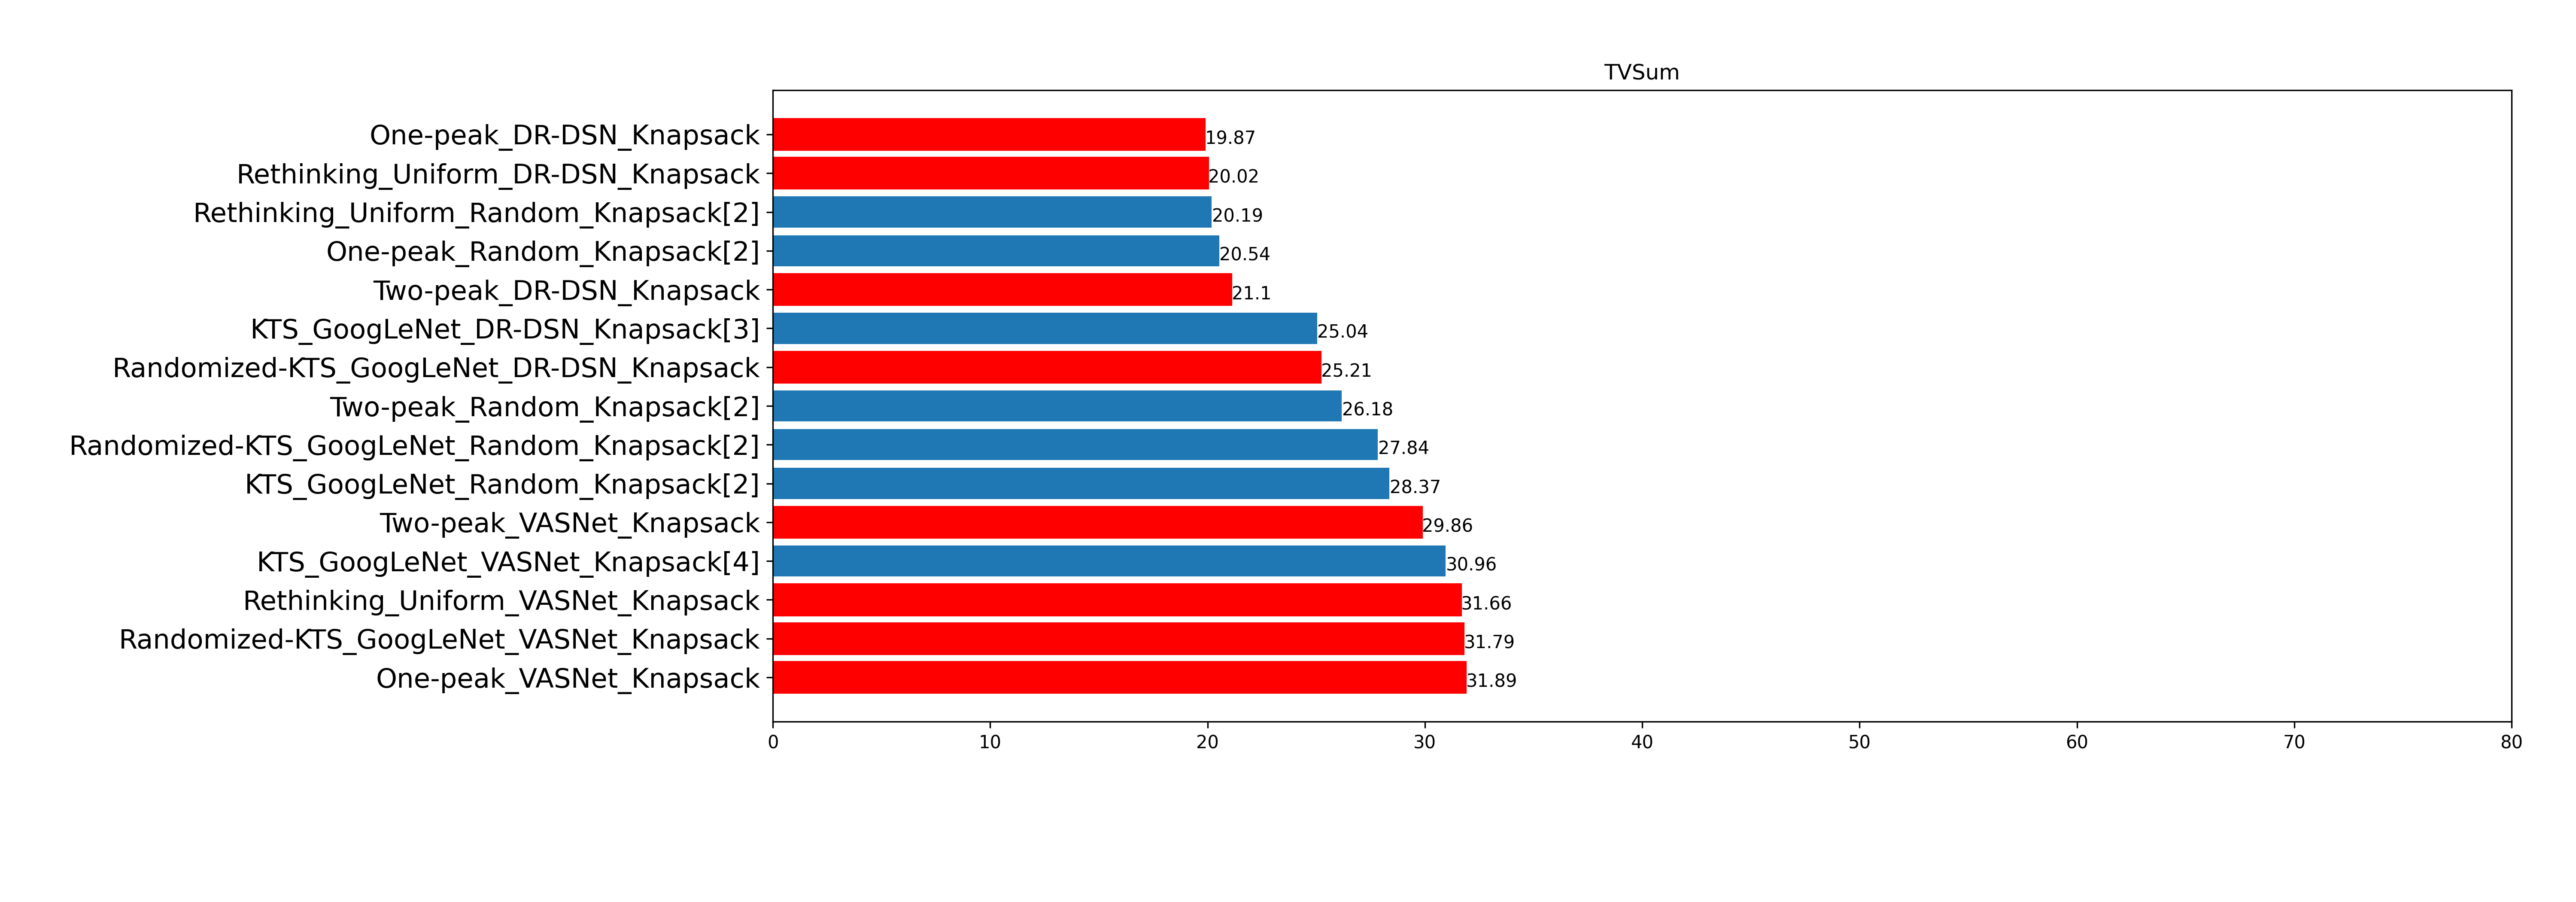 TVSum
One-peak_DR-DSN_Knapsack 19.87
Rethinking_Uniform_DR-DSN_Knapsack 20.02
Rethinking_Uniform_Random_Knapsack[2] 20.19
One-peak_Random_Knapsack[2] 20.54
Two-peak_DR-DSN_Knapsack 21.1
KTS_GoogLeNet_DR-DSN_Knapsack[3] 25.04
Randomized-KTS_GoogLeNet_DR-DSN_Knapsack 25.21
Two-peak_Random_Knapsack[2] 26.18
Randomized-KTS_GoogLeNet_Random_Knapsack[2] 27.84
KTS_GoogLeNet_Random_Knapsack[2] 28.37
Two-peak_VASNet_Knapsack 29.86
KTS_GoogLeNet_VASNet_Knapsack[4] 30.96
Rethinking_Uniform_VASNet_Knapsack 31.66
Randomized-KTS_GoogLeNet_VASNet_Knapsack 31.79
One-peak_VASNet_Knapsack 31.89
0 10 20 30 40 50 60 70 80